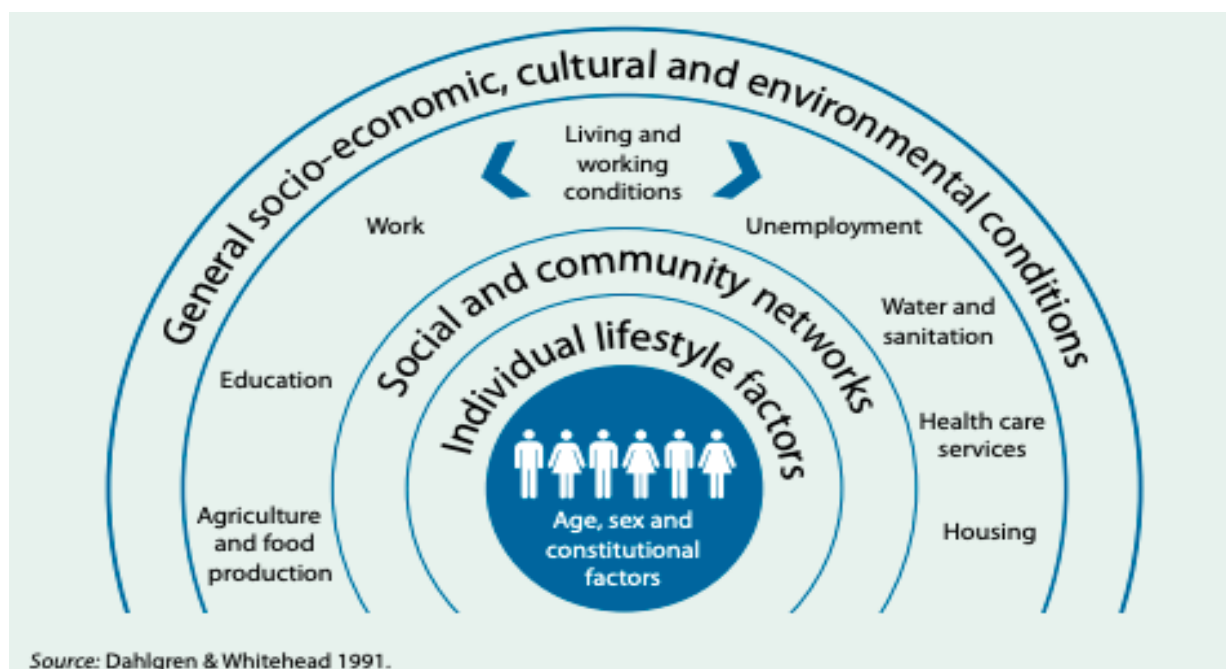 General socio-economic, cultural and environmental conditions
Living and
working
conditions
Work
Unemployment
Social and community networks
Water and
sanitation
Individual lifestyle factors
Education
Health care
services
Agriculture
and food
production
Housing
Age, sex and
constitutional
factors
Source: Dahlgren & Whitehead 1991.